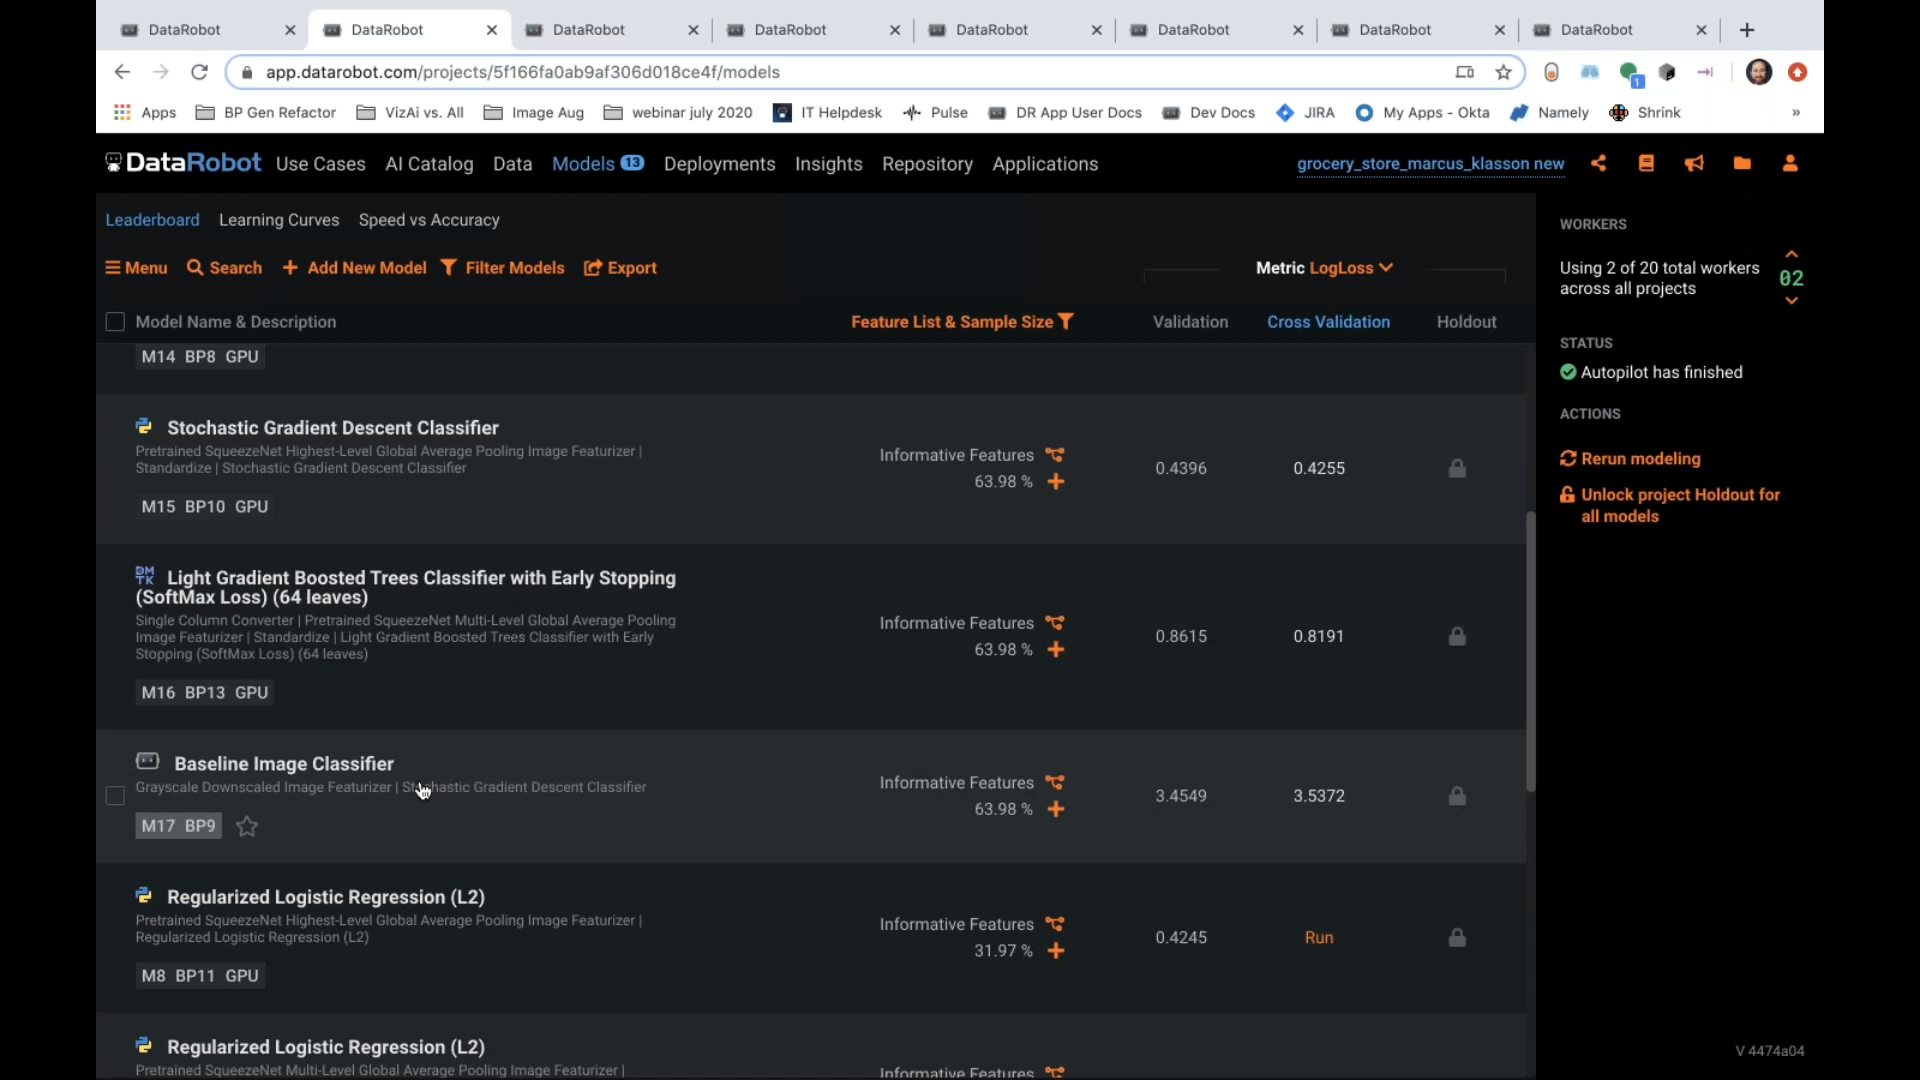 DataRobot DataRobot DataRobot DataRobot DataRobot DataRobot DataRobot DataRobot
app.datarobot.com/projects/5f166fa0ab9af306d018ce4f/models
1
Apps BP Gen Refactor VizAi vs. All Image Aug webinar july 2020 IT Helpdesk Pulse DR App User Docs Dev Docs JIRA My Apps - Okta Namely Shrink »
DataRobot Use Cases AI Catalog Data Models 13 Deployments Insights Repository Applications grocery_store_marcus_klasson new
Leaderboard Learning Curves Speed vs Accuracy
Menu Search + Add New Model Filter Models Export Metric LogLoss
Model Name & Description Feature List & Sample Size Validation Cross Validation Holdout
M14 BP8 GPU
Stochastic Gradient Descent Classifier
Pretrained SqueezeNet Highest-Level Global Average Pooling Image Featurizer |
Standardize | Stochastic Gradient Descent Classifier
M15 BP10 GPU
Informative Features
63.98 % +
0.4396 0.4255
DM
TK
Light Gradient Boosted Trees Classifier with Early Stopping
(SoftMax Loss) (64 leaves)
Single Column Converter | Pretrained SqueezeNet Multi-Level Global Average Pooling
Image Featurizer | Standardize | Light Gradient Boosted Trees Classifier with Early
Stopping (SoftMax Loss) (64 leaves)
M16 BP13 GPU
Informative Features
63.98 % +
0.8615 0.8191
Baseline Image Classifier
Grayscale Downscaled Image Featurizer | Stochastic Gradient Descent Classifier
M17 BP9
Informative Features
63.98 % +
3.4549 3.5372
Regularized Logistic Regression (L2)
Pretrained SqueezeNet Highest-Level Global Average Pooling Image Featurizer |
Regularized Logistic Regression (L2)
M8 BP11 GPU
Informative Features
31.97 % +
0.4245 Run
Regularized Logistic Regression (L2)
Pretrained SqueezeNet Multi-Level Global Average Pooling Image Featurizer |
Informative Features
WORKERS
Using 2 of 20 total workers
across all projects
02
STATUS
Autopilot has finished
ACTIONS
Rerun modeling
Unlock project Holdout for
all models
V 4474a04